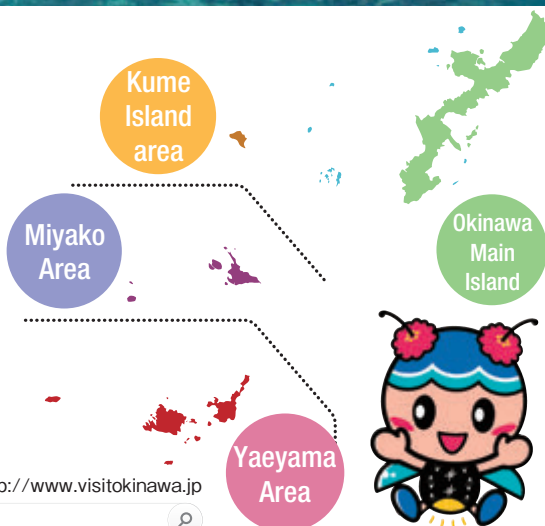 Kume
Island
area
Miyako
Area
Okinawa
Main
Island
Yaeyama
Area
p://www.visitokinawa.jp